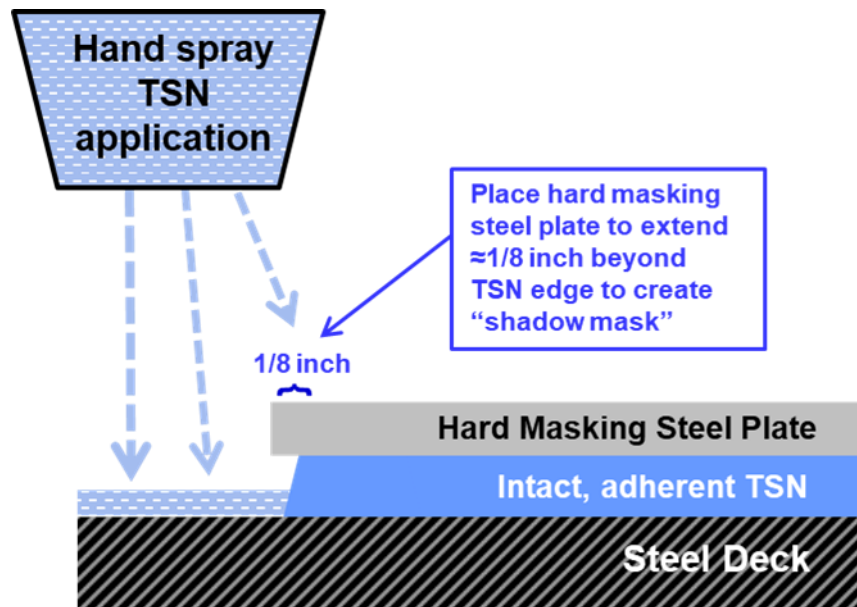 Hand spray
TSN
application
Place hard masking
steel plate to extend
≈1/8 inch beyond
TSN edge to create
“shadow mask”
1/8 inch
Hard Masking Steel Plate
Intact, adherent TSN
Steel Deck